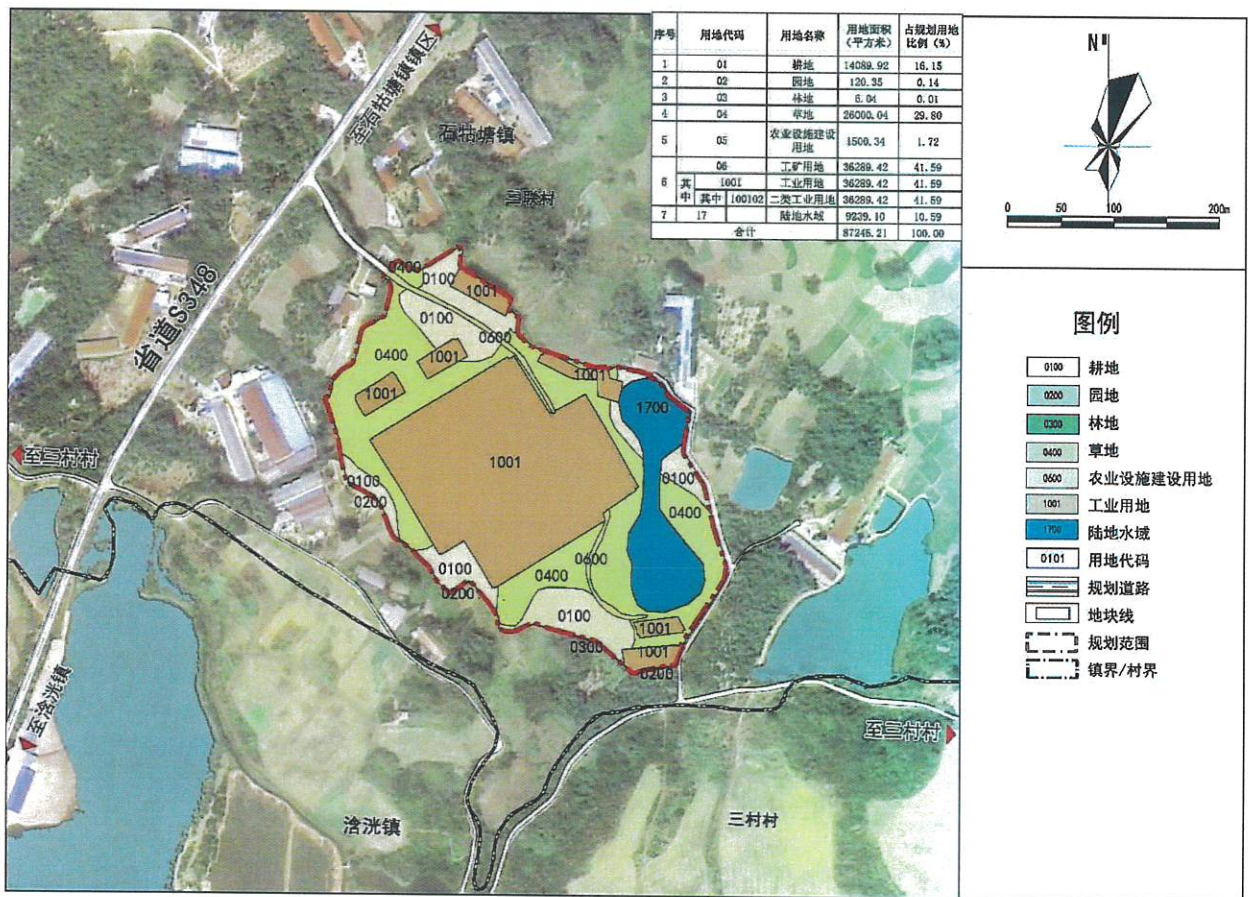 序号 用地代码 用地名称 用地面积（平方米） 占规划用地比例（%）
1 01 耕地 14089.92 16.15
2 02 园地 120.35 0.14
3 03 林地 6.04 0.01
4 04 草地 26000.04 29.80
5 05 农业设施建设用地 1500.34 1.72
6 06 工矿用地 36289.42 41.59
其中 1001 工业用地 36289.42 41.59
其中 100102 二类工业用地 36289.42 41.59
7 17 陆地水域 9239.10 10.59
合计 87245.21 100.00
N
0 100 200m
至石牯塘镇镇区
石牯塘镇
省道S348
0400
0100
1001
0100
0600
0400
1001
1001
1001
1700
1001
0100
0100
0200
0400
0600
0100
0400
0200
0100
1001
0300
1001
0200
至三村村
至浛洸镇
浛洸镇
三村村
至三村村
图例
0100 耕地
0200 园地
0300 林地
0400 草地
0600 农业设施建设用地
1001 工业用地
1700 陆地水域
0101 用地代码
规划道路
地块线
规划范围
镇界/村界